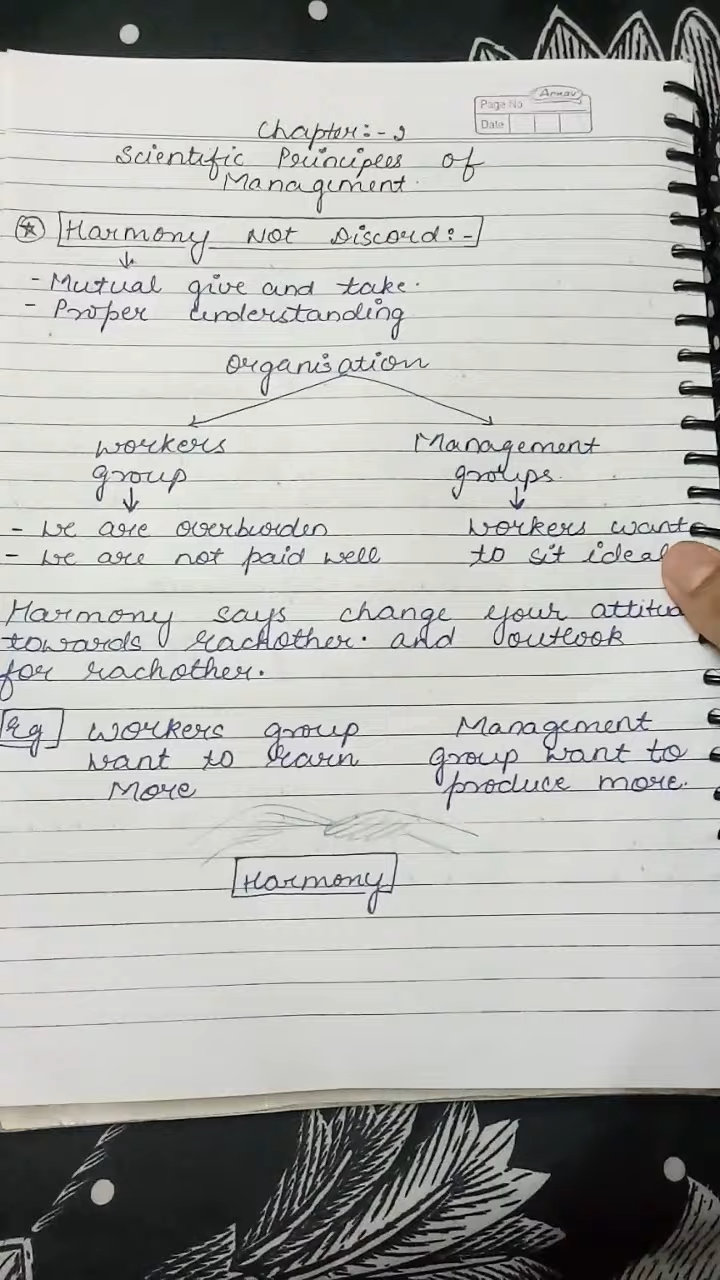 Page No
Arnav
Date
Chapter:- 2
Scientific Principles of
Management.
Harmony Not Discord:-
- Mutual give and take.
- Proper understanding
Organisation
Workers Management
group groups.
- We are overburden Workers wants
- We are not paid well to sit ideal
Harmony says change your
towards eachother. and outlook
for eachother.
Eg Workers group Management
want to earn group want to
More produce more.
Harmony